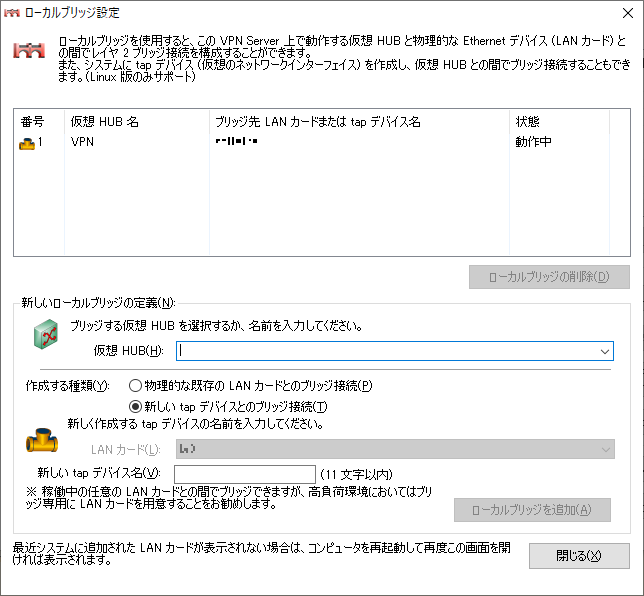 ローカルブリッジ設定
ローカルブリッジを使用すると、この VPN Server 上で動作する仮想 HUB と物理的な Ethernet デバイス (LAN カード) と
の間でレイヤ 2 ブリッジ接続を構成することができます。
また、システムに tap デバイス (仮想のネットワークインターフェイス) を作成し、仮想 HUB との間でブリッジ接続することもでき
ます。(Linux 版のみサポート)
番号 仮想 HUB 名 ブリッジ先 LAN カードまたは tap デバイス名 状態
1 VPN 動作中
ローカルブリッジの削除(D)
新しいローカルブリッジの定義(N):
ブリッジする仮想 HUB を選択するか、名前を入力してください。
仮想 HUB(H):
作成する種類(Y): 物理的な既存の LAN カードとのブリッジ接続(P)
新しい tap デバイスとのブリッジ接続(T)
新しく作成する tap デバイスの名前を入力してください。
LAN カード(L):
新しい tap デバイス名(V): (11 文字以内)
※ 稼働中の任意の LAN カードとの間でブリッジできますが、高負荷環境においてはブリ
ッジ専用に LAN カードを用意することをお勧めします。
ローカルブリッジを追加(A)
最近システムに追加された LAN カードが表示されない場合は、コンピュータを再起動して再度この画面を開
ければ表示されます。
閉じる(X)